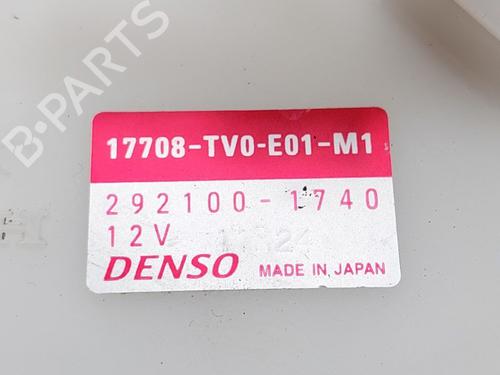 B-PARTS
17708-TV0-E01-M1
292100-1740
12V
DENSO MADE IN JAPAN